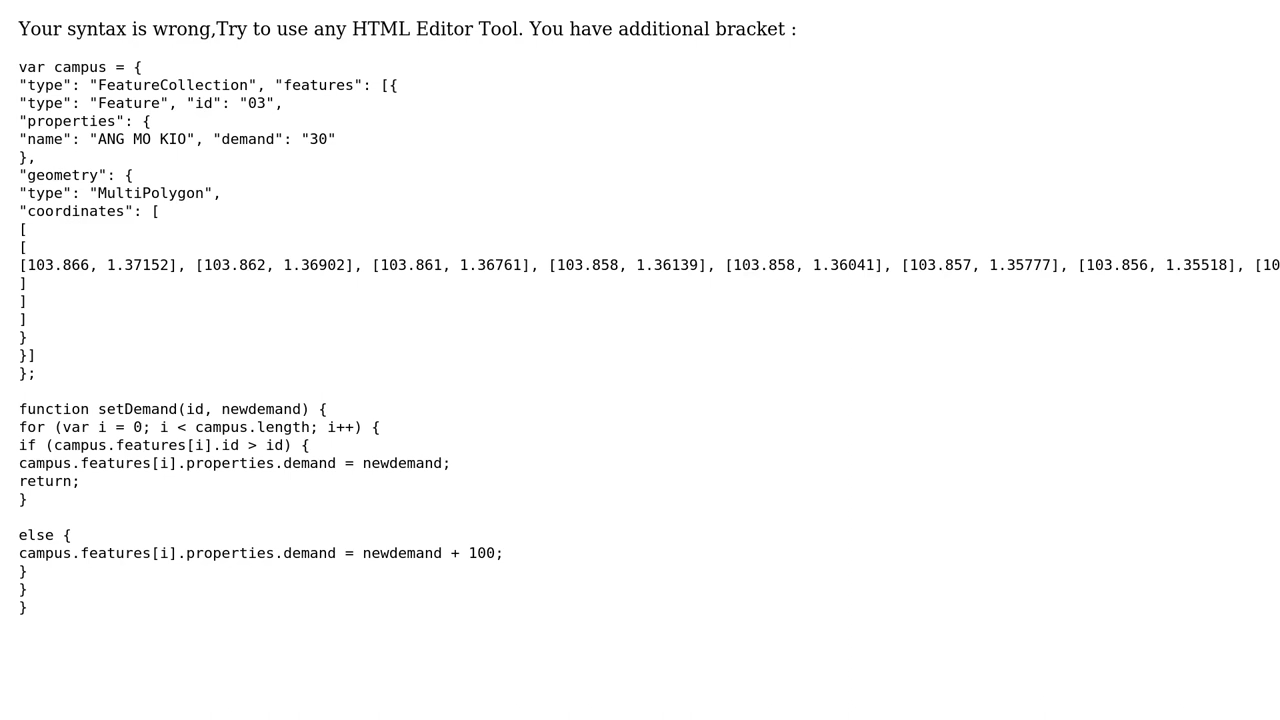 Your syntax is wrong,Try to use any HTML Editor Tool. You have additional bracket :
var campus = {
"type": "FeatureCollection", "features": [{
"type": "Feature", "id": "03",
"properties": {
"name": "ANG MO KIO", "demand": "30"
},
"geometry": {
"type": "MultiPolygon",
"coordinates": [
[
[
[103.866, 1.37152], [103.862, 1.36902], [103.861, 1.36761], [103.858, 1.36139], [103.858, 1.36041], [103.857, 1.35777], [103.856, 1.35518], [10
]
]
]
}
}]
};
function setDemand(id, newdemand) {
for (var i = 0; i < campus.length; i++) {
if (campus.features[i].id > id) {
campus.features[i].properties.demand = newdemand;
return;
}
else {
campus.features[i].properties.demand = newdemand + 100;
}
}
}